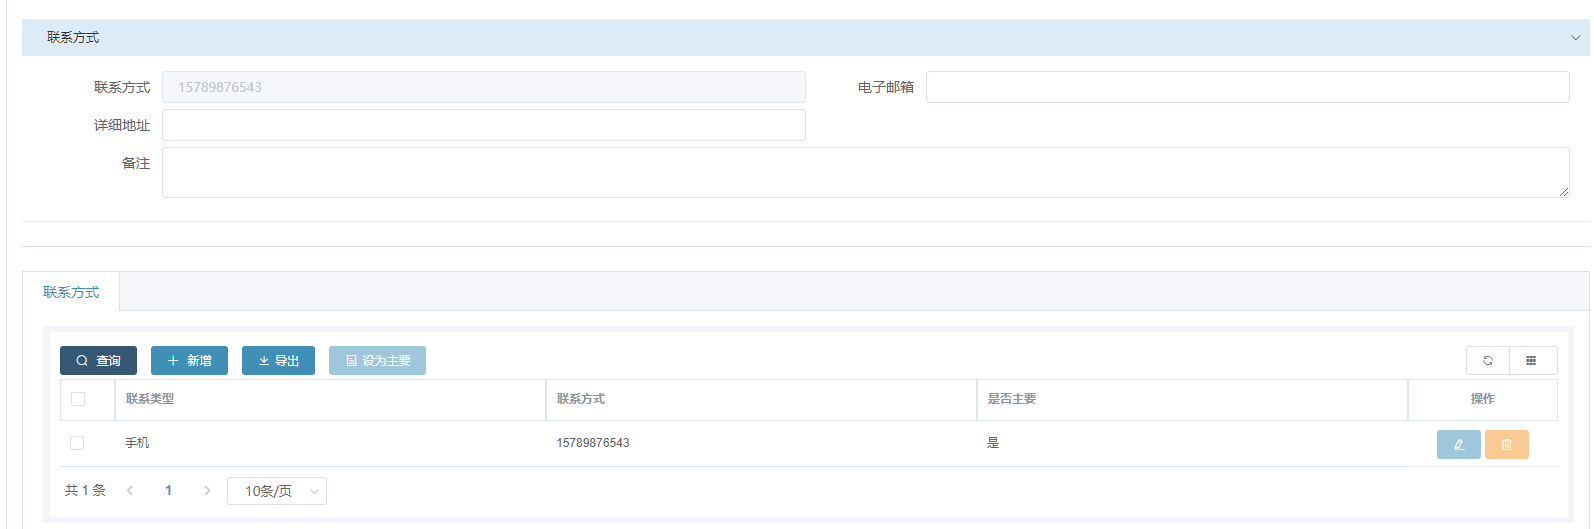 联系方式
联系方式 15789876543 电子邮箱
详细地址
备注
联系方式
查询 新增 导出 设为主要
联系类型 联系方式 是否主要 操作
手机 15789876543 是
共 1 条 1 10条/页